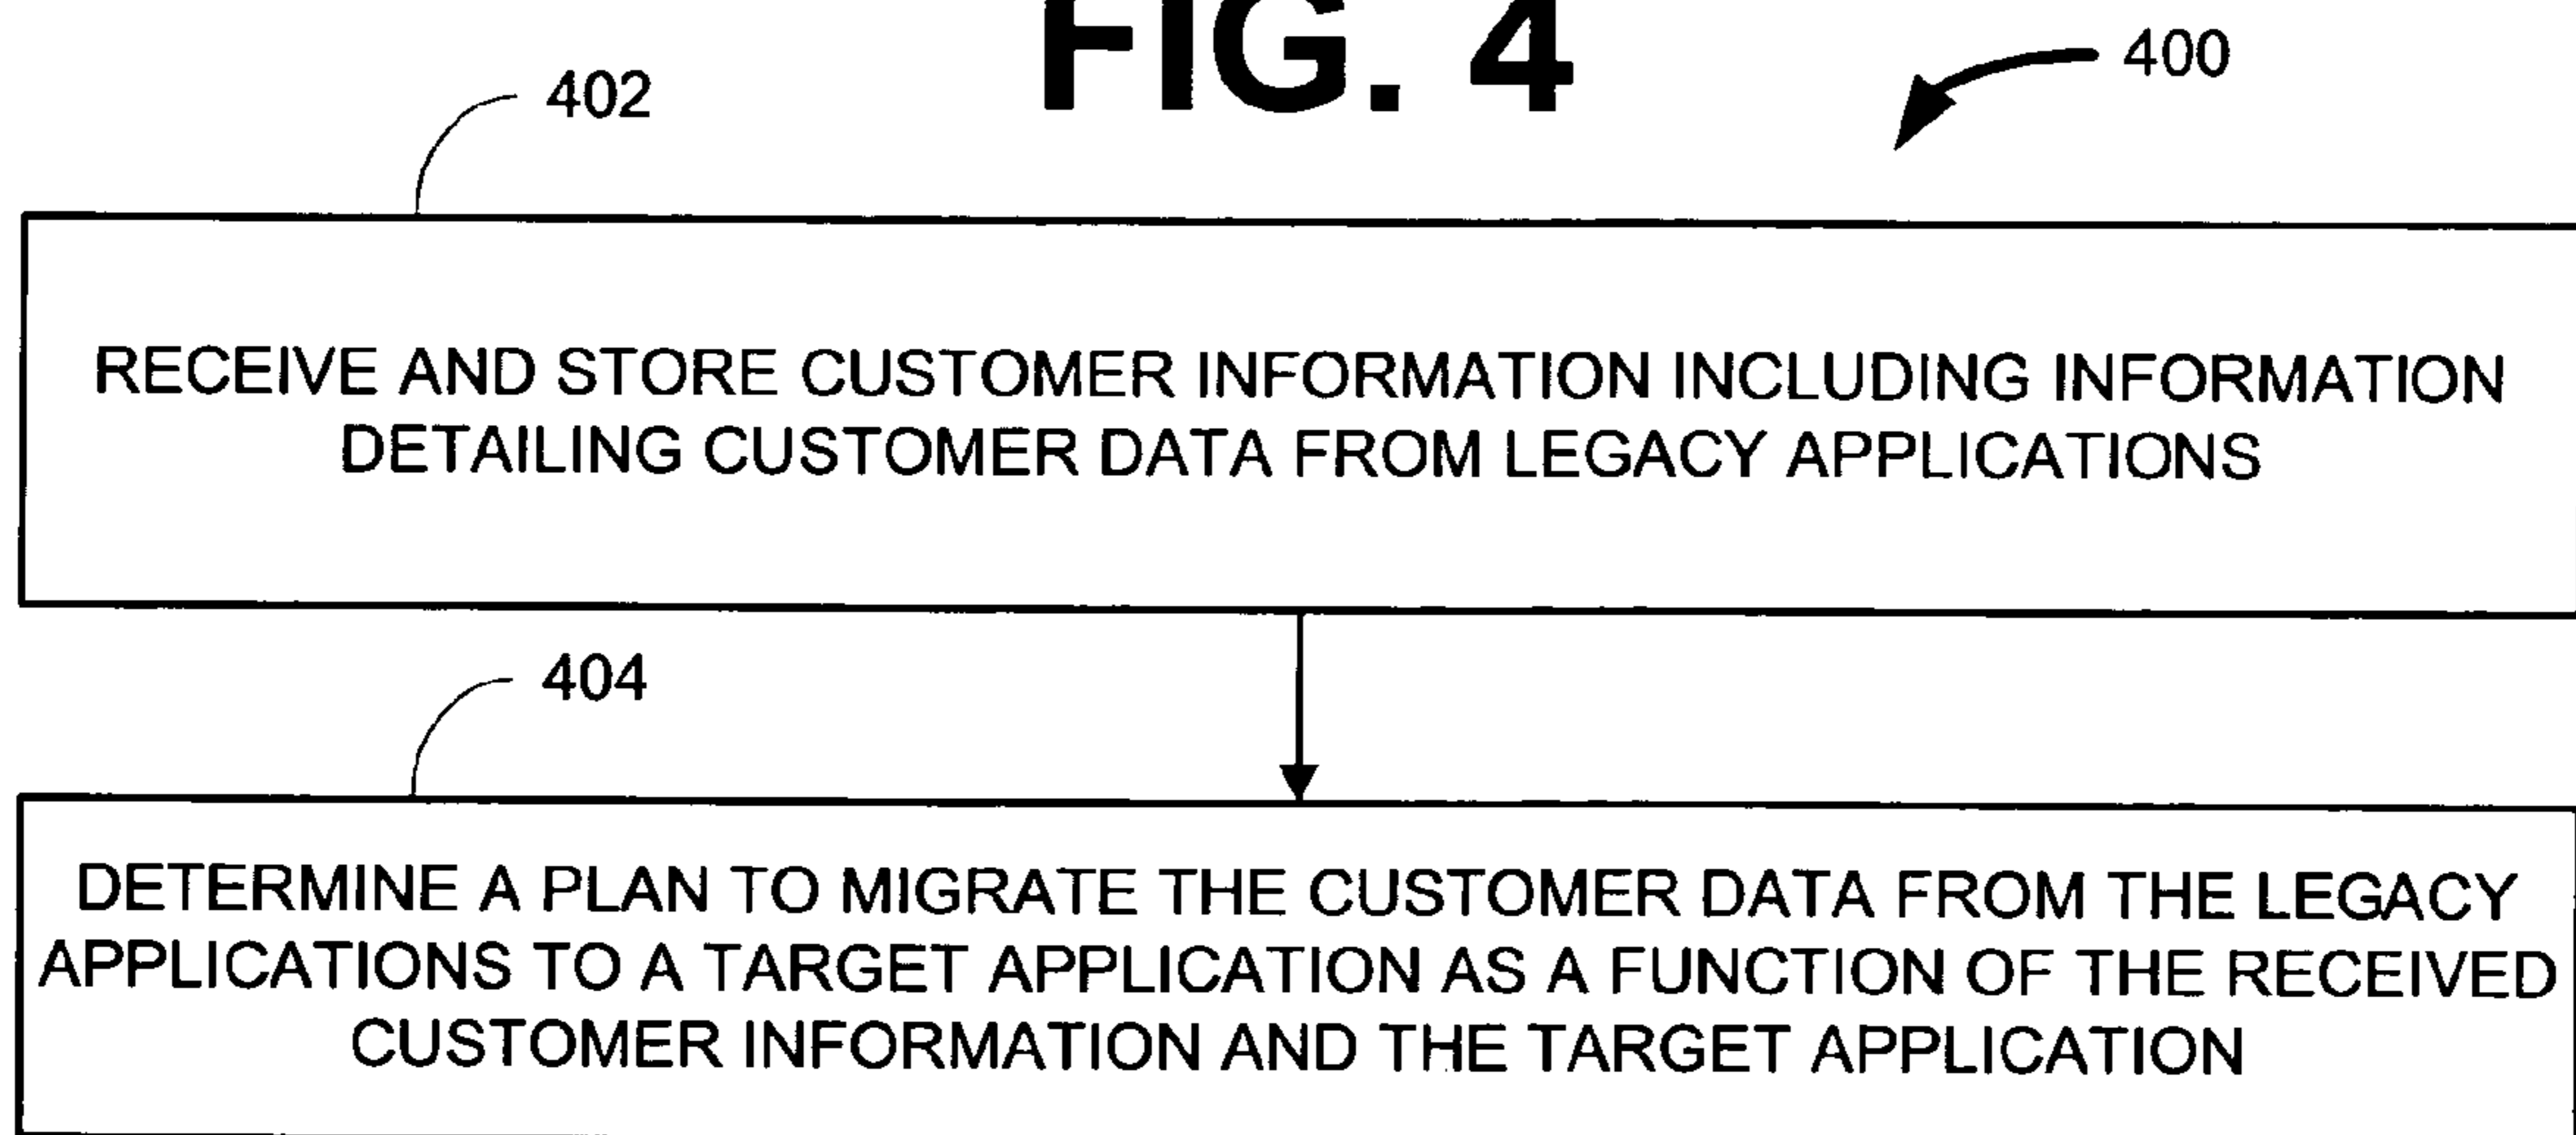 FIG. 4
400
402
RECEIVE AND STORE CUSTOMER INFORMATION INCLUDING INFORMATION
DETAILING CUSTOMER DATA FROM LEGACY APPLICATIONS
404
DETERMINE A PLAN TO MIGRATE THE CUSTOMER DATA FROM THE LEGACY
APPLICATIONS TO A TARGET APPLICATION AS A FUNCTION OF THE RECEIVED
CUSTOMER INFORMATION AND THE TARGET APPLICATION